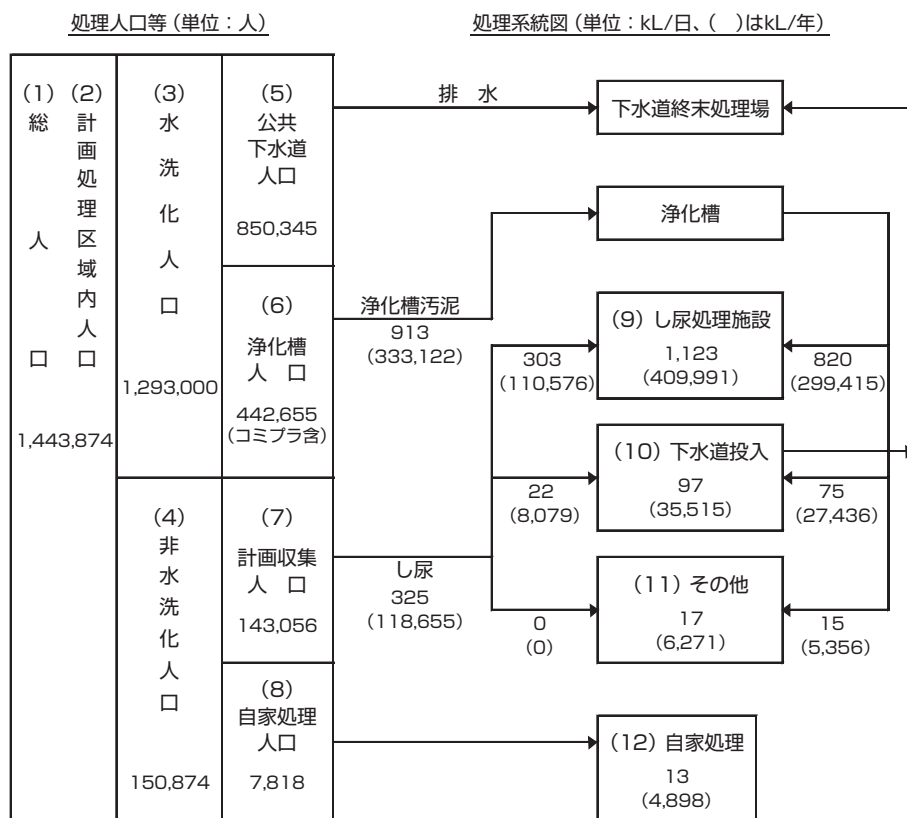 処理人口等（単位：人）
処理系統図（単位：kL/日、（　）はkL/年）
（1）総人口
（2）計画処理区域内人口
1,443,874
（3）水洗化人口
1,293,000
（4）非水洗化人口
150,874
（5）
公共
下水道
人口
850,345
（6）
浄化槽
人　口
442,655
（コミプラ含）
（7）
計画収集
人　口
143,056
（8）
自家処理
人口
7,818
排　水
浄化槽汚泥
913
（333,122）
し尿
325
（118,655）
303
（110,576）
22
（8,079）
0
（0）
下水道終末処理場
浄化槽
（9）し尿処理施設
1,123
（409,991）
（10）下水道投入
97
（35,515）
（11）その他
17
（6,271）
（12）自家処理
13
（4,898）
820
（299,415）
75
（27,436）
15
（5,356）